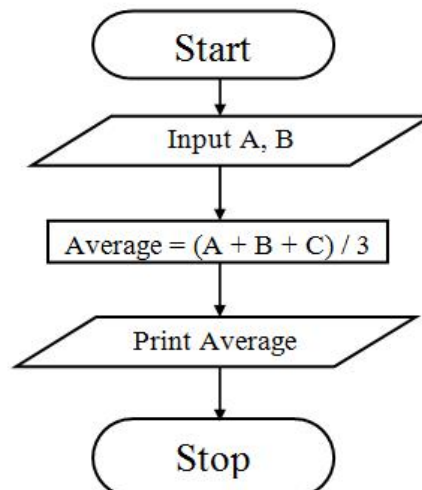 Start
Input A, B
Average = (A + B + C) / 3
Print Average
Stop